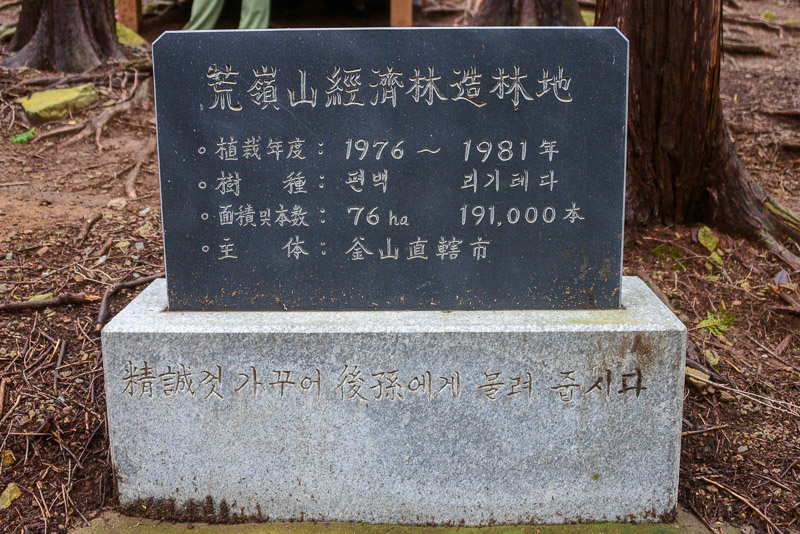 荒嶺山經濟林造林地
• 植栽年度 : 1976 ~ 1981 年
• 樹 種 : 편백 리기테다
• 面積 및 本数 : 76 ha 191,000 本
• 主 体 : 釜山直轄市
精誠것 가꾸어 後孫에게 물려 줍시다